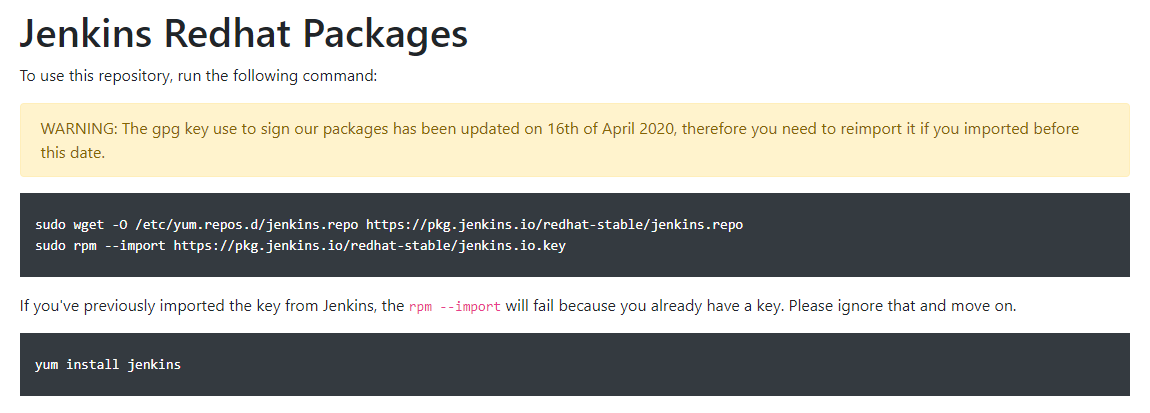 Jenkins Redhat Packages
To use this repository, run the following command:
WARNING: The gpg key use to sign our packages has been updated on 16th of April 2020, therefore you need to reimport it if you imported before
this date.
sudo wget -O /etc/yum.repos.d/jenkins.repo https://pkg.jenkins.io/redhat-stable/jenkins.repo
sudo rpm --import https://pkg.jenkins.io/redhat-stable/jenkins.io.key
If you've previously imported the key from Jenkins, the rpm --import will fail because you already have a key. Please ignore that and move on.
yum install jenkins